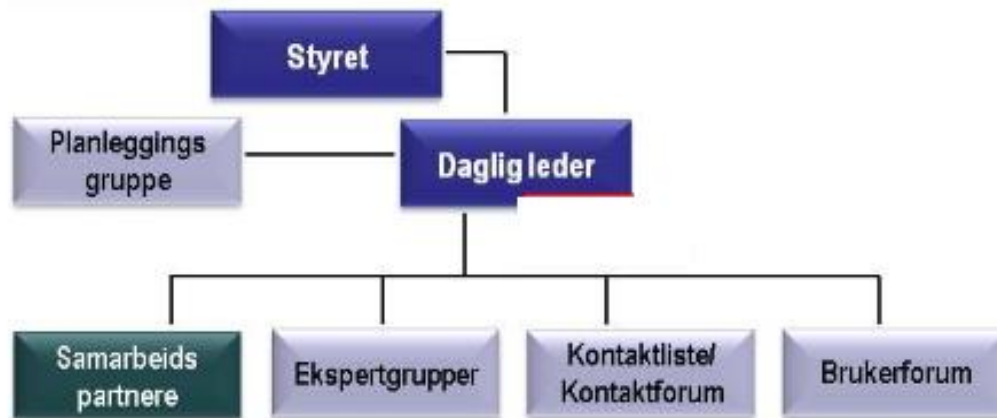 Styret
Planleggings
gruppe
Daglig leder
Samarbeids
partnere
Ekspertgrupper
Kontaktliste/
Kontaktforum
Brukerforum